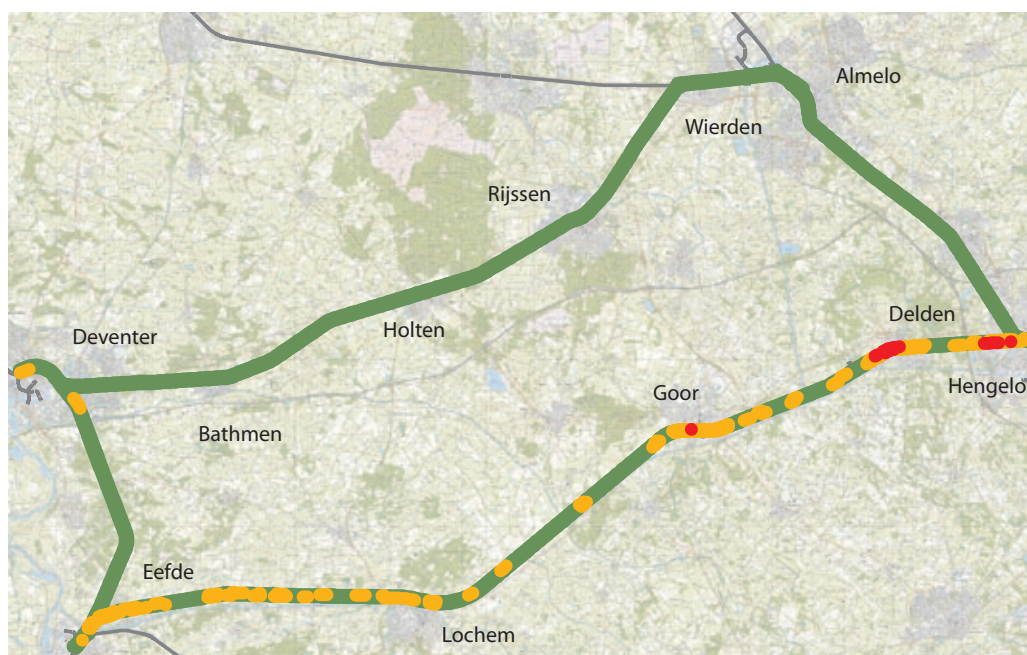 Almelo
Wierden
Rijssen
Delden
Deventer
Holten
Hengelo
Goor
Bathmen
Eefde
Lochem